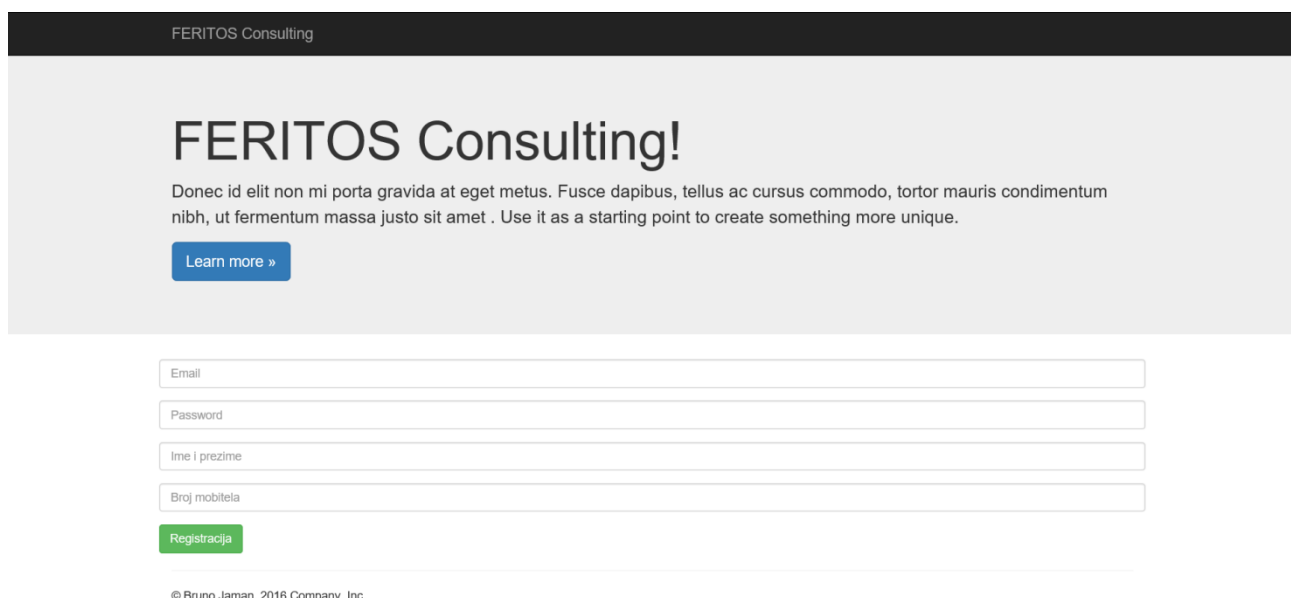 FERITOS Consulting
FERITOS Consulting!
Donec id elit non mi porta gravida at eget metus. Fusce dapibus, tellus ac cursus commodo, tortor mauris condimentum
nibh, ut fermentum massa justo sit amet . Use it as a starting point to create something more unique.
Learn more »
Email
Password
Ime i prezime
Broj mobitela
Registracija
© Bruno Jaman, 2016 Company, Inc.